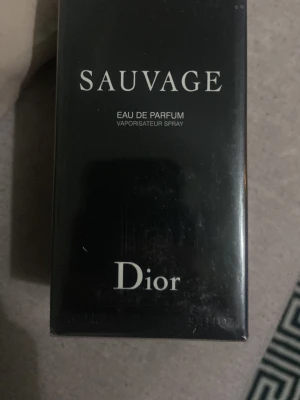 SAUVAGE
EAU DE PARFUM
VAPORISATEUR SPRAY
Dior